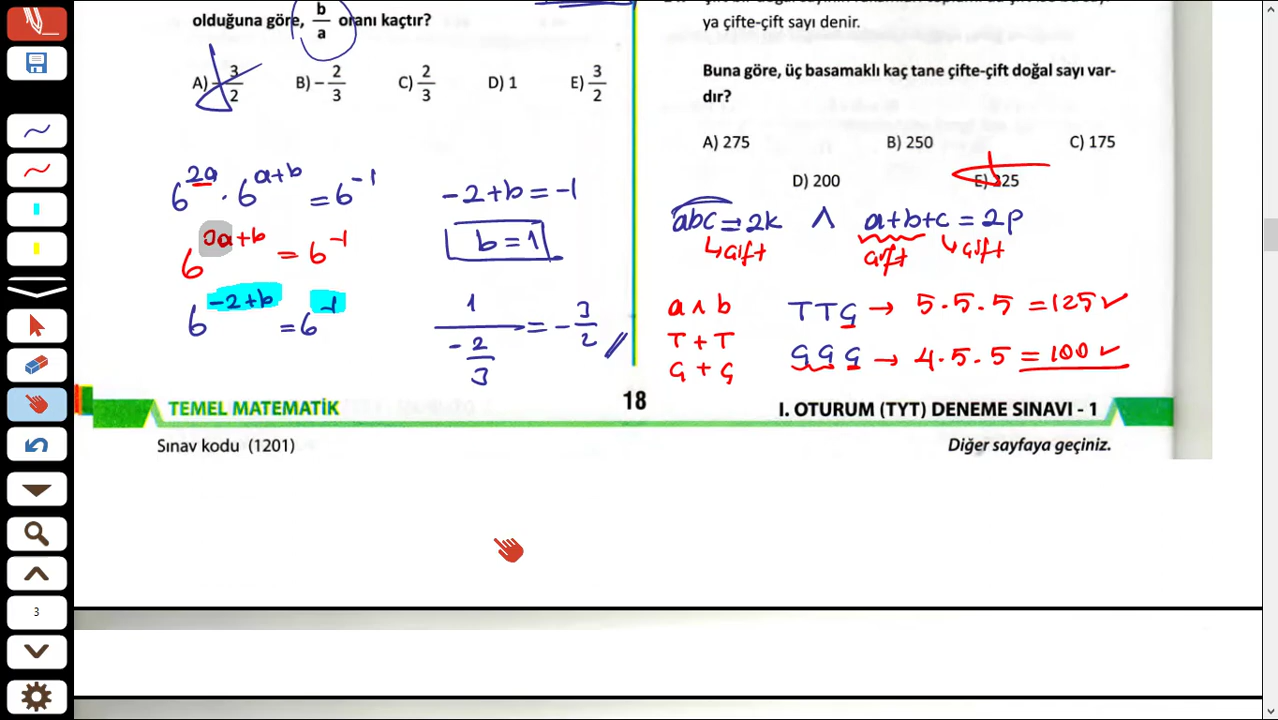 olduğuna göre, b/a oranı kaçtır?
A) -3/2 B) -2/3 C) 2/3 D) 1 E) 3/2
6^2a · 6^a+b = 6^-1
6^3a+b = 6^-1
6^-2+b = 6^-1
-2+b = -1
b = 1
1/(-2/3) = -3/2 //
ya çifte-çift sayı denir.
Buna göre, üç basamaklı kaç tane çifte-çift doğal sayı var-
dır?
A) 275 B) 250 C) 175
D) 200 E) 225
abc = 2k ∧ a+b+c = 2p
↳çift çift ↳çift
a ∧ b
T + T
Ç + Ç
TTÇ → 5.5.5 = 125 ✓
ÇÇÇ → 4.5.5 = 100 ✓
TEMEL MATEMATİK 18 I. OTURUM (TYT) DENEME SINAVI - 1
Sınav kodu (1201) Diğer sayfaya geçiniz.
3